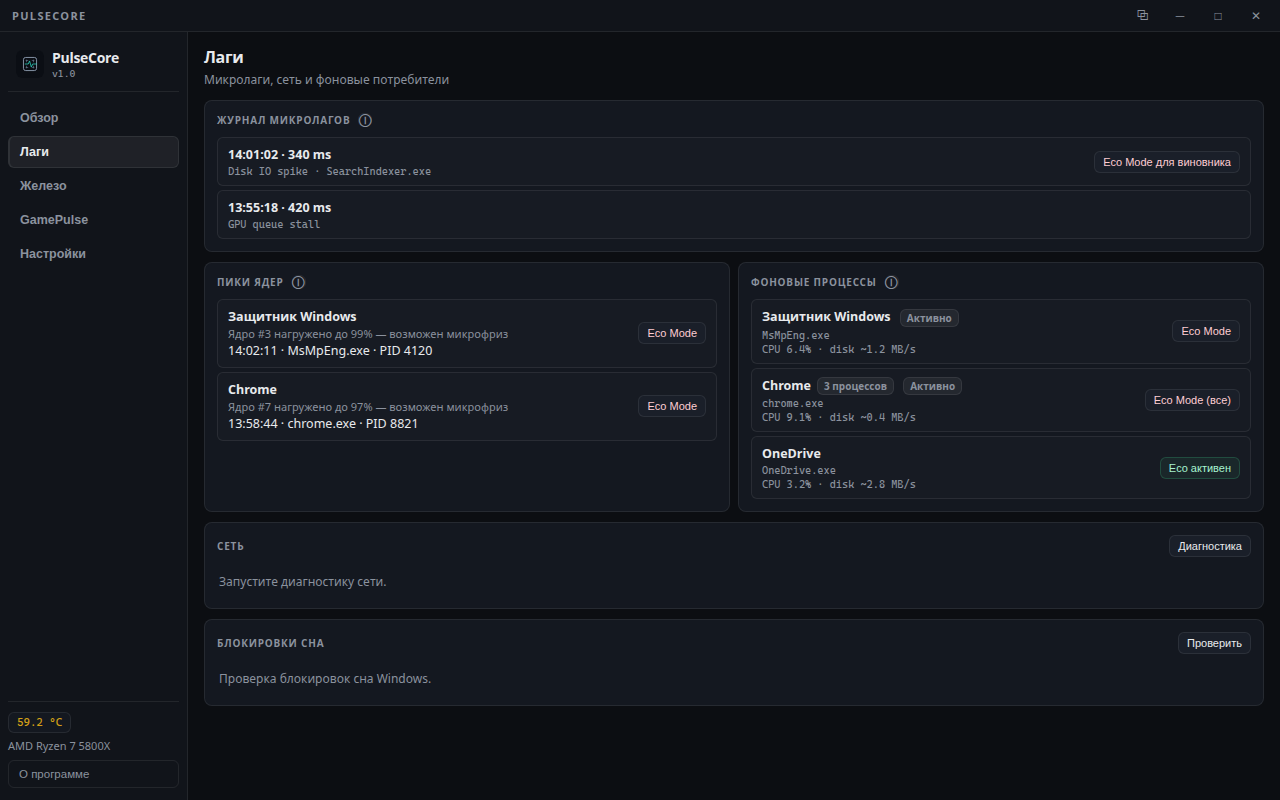 PULSECORE
PulseCore
v1.0
Обзор
Лаги
Железо
GamePulse
Настройки
59.2 °C
AMD Ryzen 7 5800X
О программе
Лаги
Микролаги, сеть и фоновые потребители
ЖУРНАЛ МИКРОЛАГОВ
14:01:02 · 340 ms
Disk IO spike · SearchIndexer.exe
Eco Mode для виновника
13:55:18 · 420 ms
GPU queue stall
ПИКИ ЯДЕР
Защитник Windows
Ядро #3 нагружено до 99% — возможен микрофриз
14:02:11 · MsMpEng.exe · PID 4120
Eco Mode
Chrome
Ядро #7 нагружено до 97% — возможен микрофриз
13:58:44 · chrome.exe · PID 8821
Eco Mode
ФОНОВЫЕ ПРОЦЕССЫ
Защитник Windows Активно
MsMpEng.exe
CPU 6.4% · disk ~1.2 MB/s
Eco Mode
Chrome 3 процессов Активно
chrome.exe
CPU 9.1% · disk ~0.4 MB/s
Eco Mode (все)
OneDrive
OneDrive.exe
CPU 3.2% · disk ~2.8 MB/s
Eco активен
СЕТЬ
Диагностика
Запустите диагностику сети.
БЛОКИРОВКИ СНА
Проверить
Проверка блокировок сна Windows.